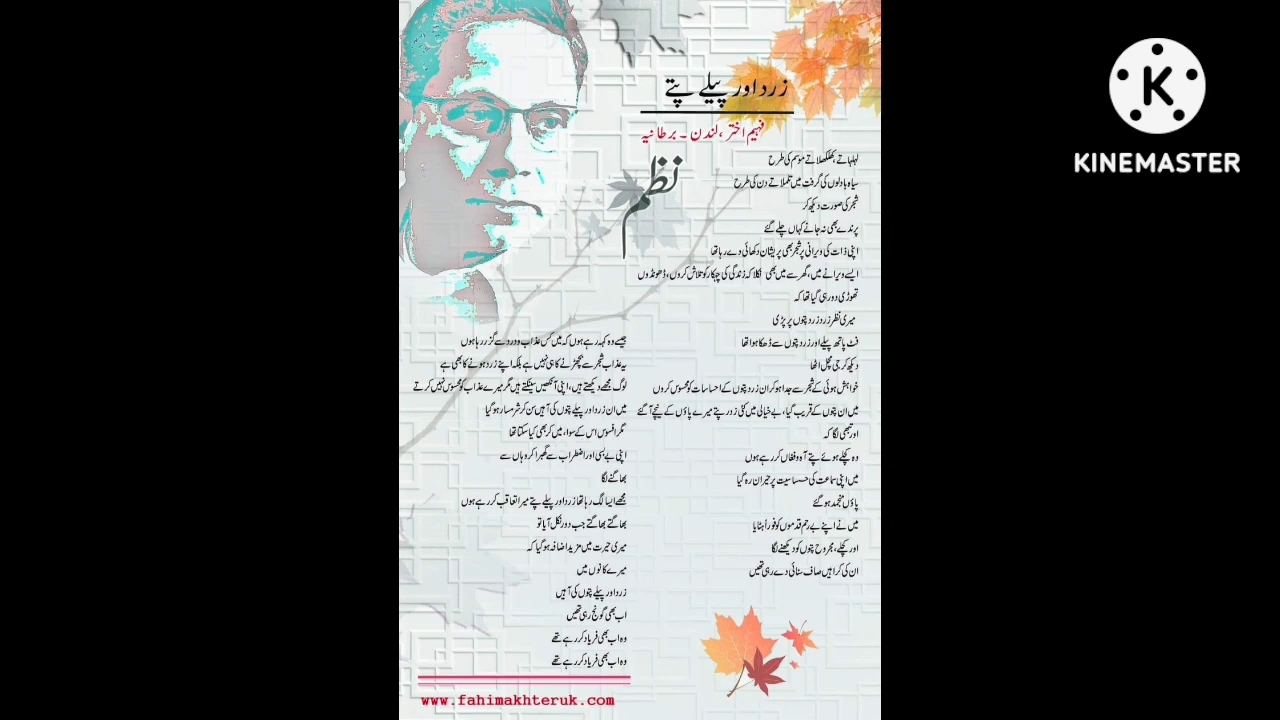 زرد اور پیلے پتے
فہیم اختر، لندن ۔ برطانیہ
نظم
لہلہاتے کھلکھلاتے موسم کی طرح
سیاہ بادلوں کی گرفت میں تلملاتے دن کی طرح
شجر کی صورت دیکھ کر
پرندے بھی نہ جانے کہاں چلے گئے
اپنی ذات کی ویرانی پر شجر بھی پریشان دکھائی دے رہا تھا
ایسے ویرانے میں، گھر سے میں بھی نکلا کہ زندگی کی چہکار کو تلاش کروں، ڈھونڈوں
تھوڑی دور ہی گیا تھا کہ
میری نظر زرد زرد پتوں پر پڑی
فٹ پاتھ پیلے اور زرد پتوں سے ڈھکا ہوا تھا
دیکھ کر جی مچل اٹھا
خواہش ہوئی کے شجر سے جدا ہو کر ان زرد پتوں کے احساسات کو محسوس کروں
میں ان پتوں کے قریب گیا، بے خیالی میں کئی زرد پتے میرے پاؤں کے نیچے آ گئے
اور تبھی لگا کہ
وہ کچلے ہوئے پتے آہ و فغاں کر رہے ہوں
میں اپنی سماعت کی حساسیت پر حیران رہ گیا
پاؤں منجمد ہو گئے
میں نے اپنے بے رحم قدموں کو فوراً ہٹایا
اور کچلے، مجروح پتوں کو دیکھنے لگا
ان کی کراہیں صاف سنائی دے رہی تھیں
جیسے وہ کہہ رہے ہوں کہ میں کس عذاب و درد سے گزر رہا ہوں
یہ عذاب شجر سے بچھڑنے کا ہی نہیں ہے بلکہ اپنے زرد ہونے کا بھی ہے
لوگ مجھے دیکھتے ہیں، اپنی آنکھیں سینکتے ہیں مگر میرے عذاب کو محسوس نہیں کرتے
میں ان زرد اور پیلے پتوں کی آہیں سن کر شرمسار ہو گیا
مگر افسوس اس کے سوا، میں کر بھی کیا سکتا تھا
اپنی بے بسی اور اضطراب سے گھبرا کر وہاں سے
بھاگنے لگا
مجھے ایسا لگ رہا تھا زرد اور پیلے پتے میرا تعاقب کر رہے ہوں
بھاگتے بھاگتے جب دور نکل آیا تو
میری حیرت میں مزید اضافہ ہو گیا کہ
میرے کانوں میں
زرد اور پیلے پتوں کی آہیں
اب بھی گونج رہی تھیں
وہ اب بھی فریاد کر رہے تھے
وہ اب بھی فریاد کر رہے تھے
www.fahimakhteruk.com
K
KINEMASTER